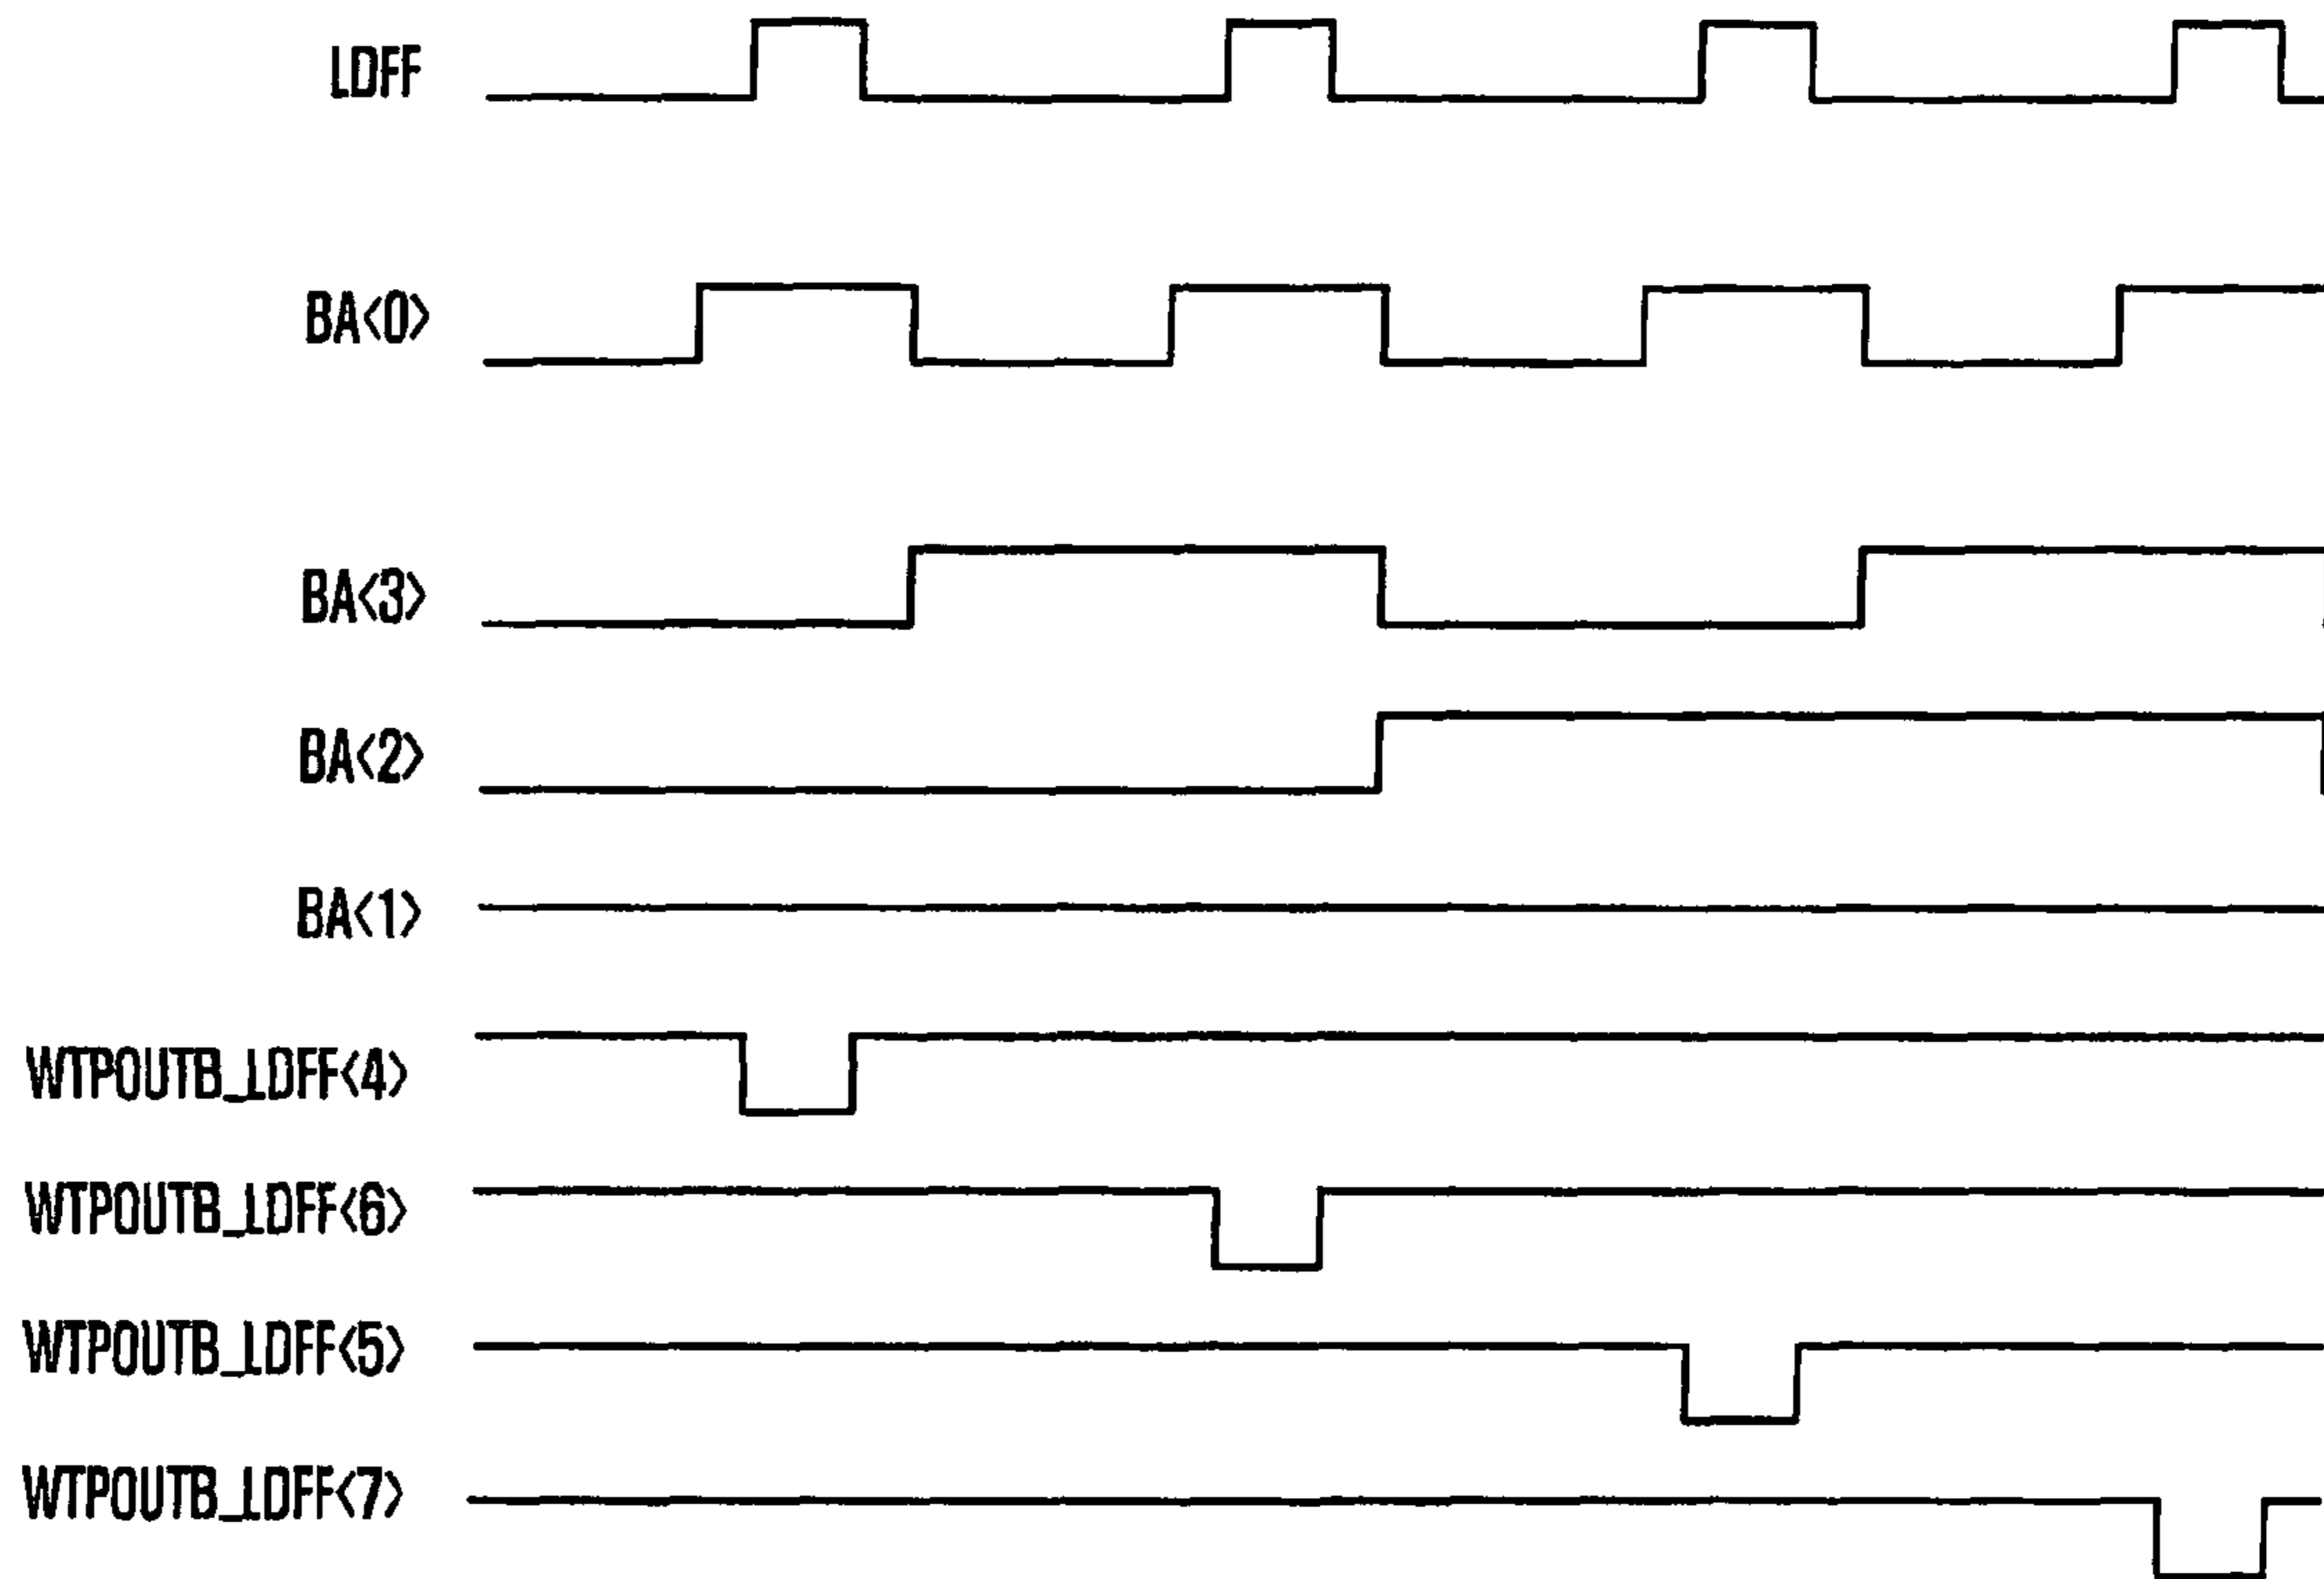 LDFF
BA<0>
BA<3>
BA<2>
BA<1>
WTPOUTB_LDFF<4>
WTPOUTB_LDFF<6>
WTPOUTB_LDFF<5>
WTPOUTB_LDFF<7>